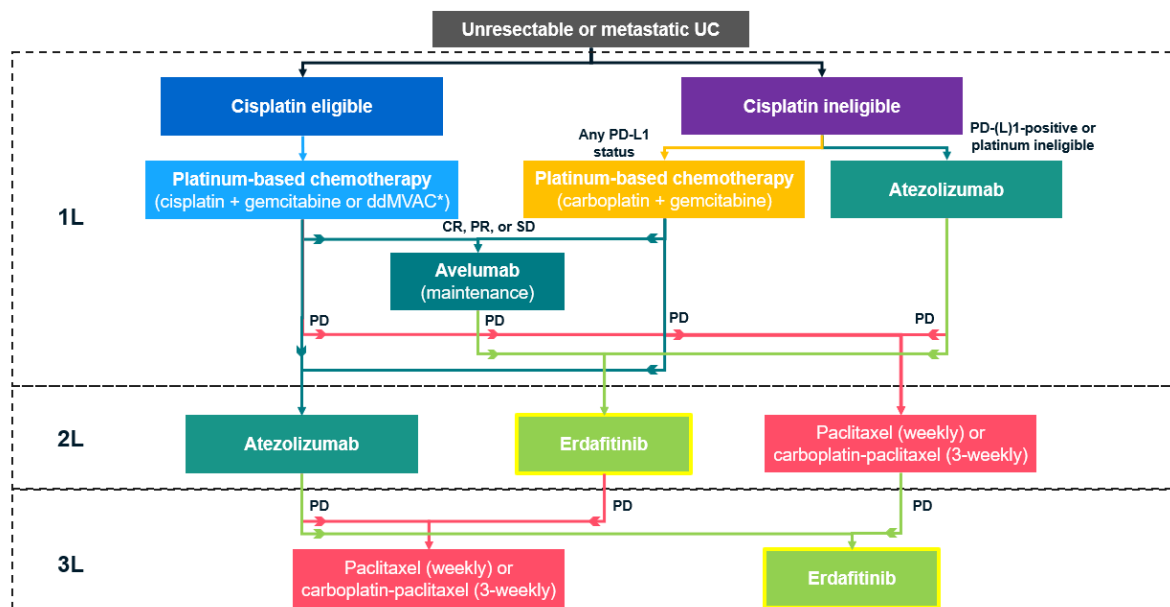 Unresectable or metastatic UC
Cisplatin eligible
Cisplatin ineligible
Any PD-L1
status
PD-(L)1-positive or
platinum ineligible
1L
Platinum-based chemotherapy
(cisplatin + gemcitabine or ddMVAC*)
Platinum-based chemotherapy
(carboplatin + gemcitabine)
Atezolizumab
CR, PR, or SD
Avelumab
(maintenance)
PD
PD
PD
PD
2L
Atezolizumab
Erdafitinib
Paclitaxel (weekly) or
carboplatin-paclitaxel (3-weekly)
PD
PD
PD
3L
Paclitaxel (weekly) or
carboplatin-paclitaxel (3-weekly)
Erdafitinib